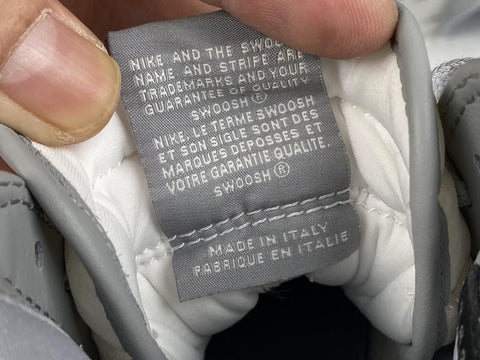 NIKE AND THE SWOOSH
NAME AND STRIPE ARE
TRADEMARKS AND YOUR
GUARANTEE OF QUALITY
SWOOSH®
NIKE, LE TERME SWOOSH
ET SON SIGLE SONT DES
MARQUES DEPOSES ET
VOTRE GARANTIE QUALITE.
SWOOSH®
MADE IN ITALY
FABRIQUE EN ITALIE